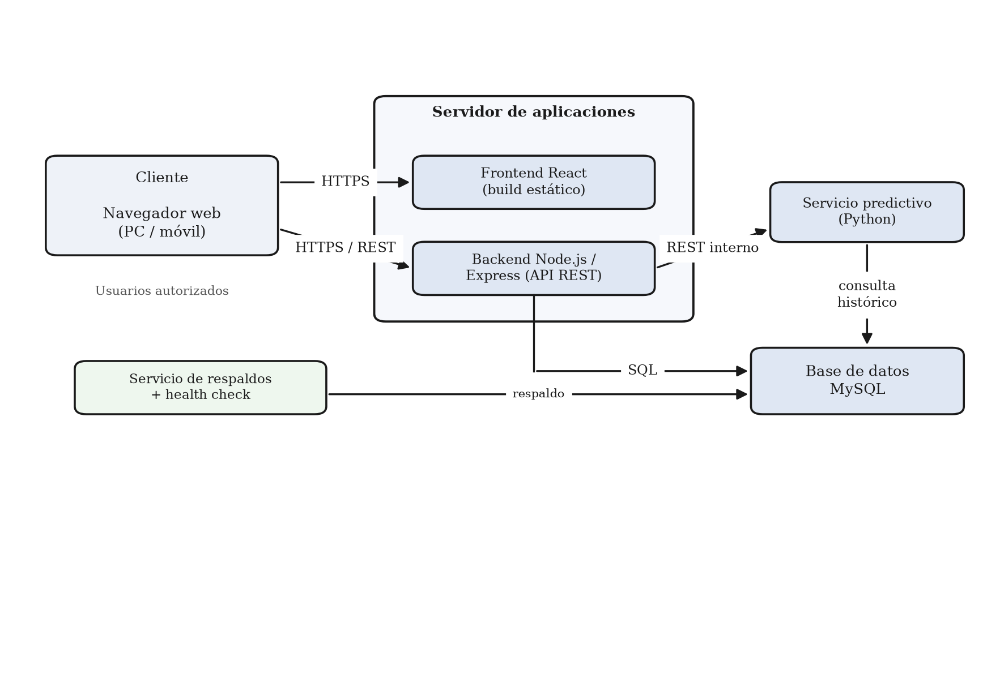 Servidor de aplicaciones
Cliente
Navegador web
(PC / móvil)
Usuarios autorizados
HTTPS
HTTPS / REST
Frontend React
(build estático)
Backend Node.js /
Express (API REST)
REST interno
Servicio predictivo
(Python)
consulta
histórico
SQL
Base de datos
MySQL
Servicio de respaldos
+ health check
respaldo